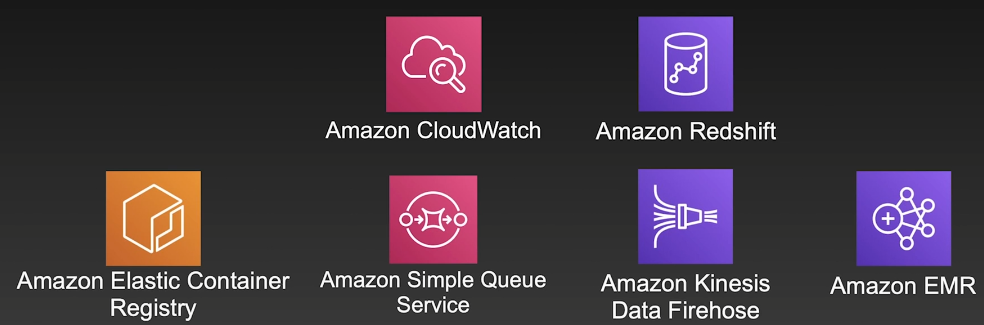 Amazon CloudWatch
Amazon Redshift
Amazon Elastic Container
Registry
Amazon Simple Queue
Service
Amazon Kinesis
Data Firehose
Amazon EMR